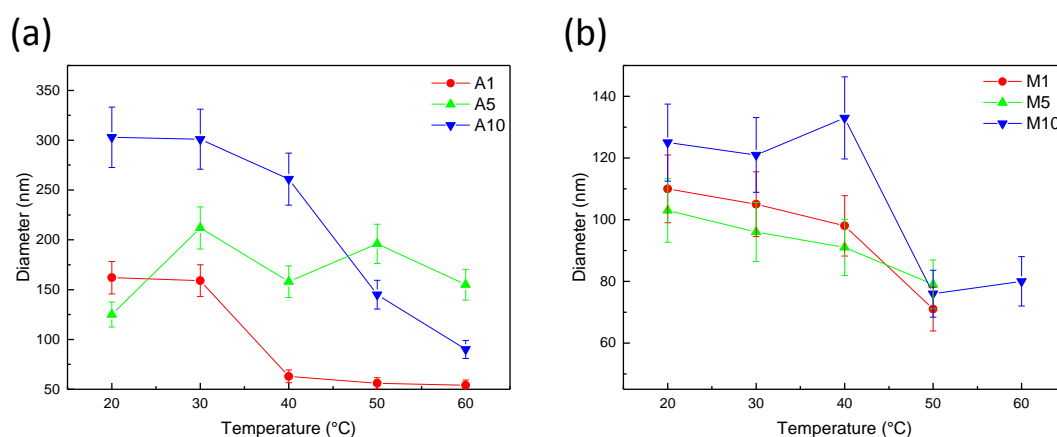 (a)
Diameter (nm)
350
300
250
200
150
100
50
20 30 40 50 60
Temperature (°C)
A1
A5
A10
(b)
Diameter (nm)
140
120
100
80
60
20 30 40 50 60
Temperature (°C)
M1
M5
M10